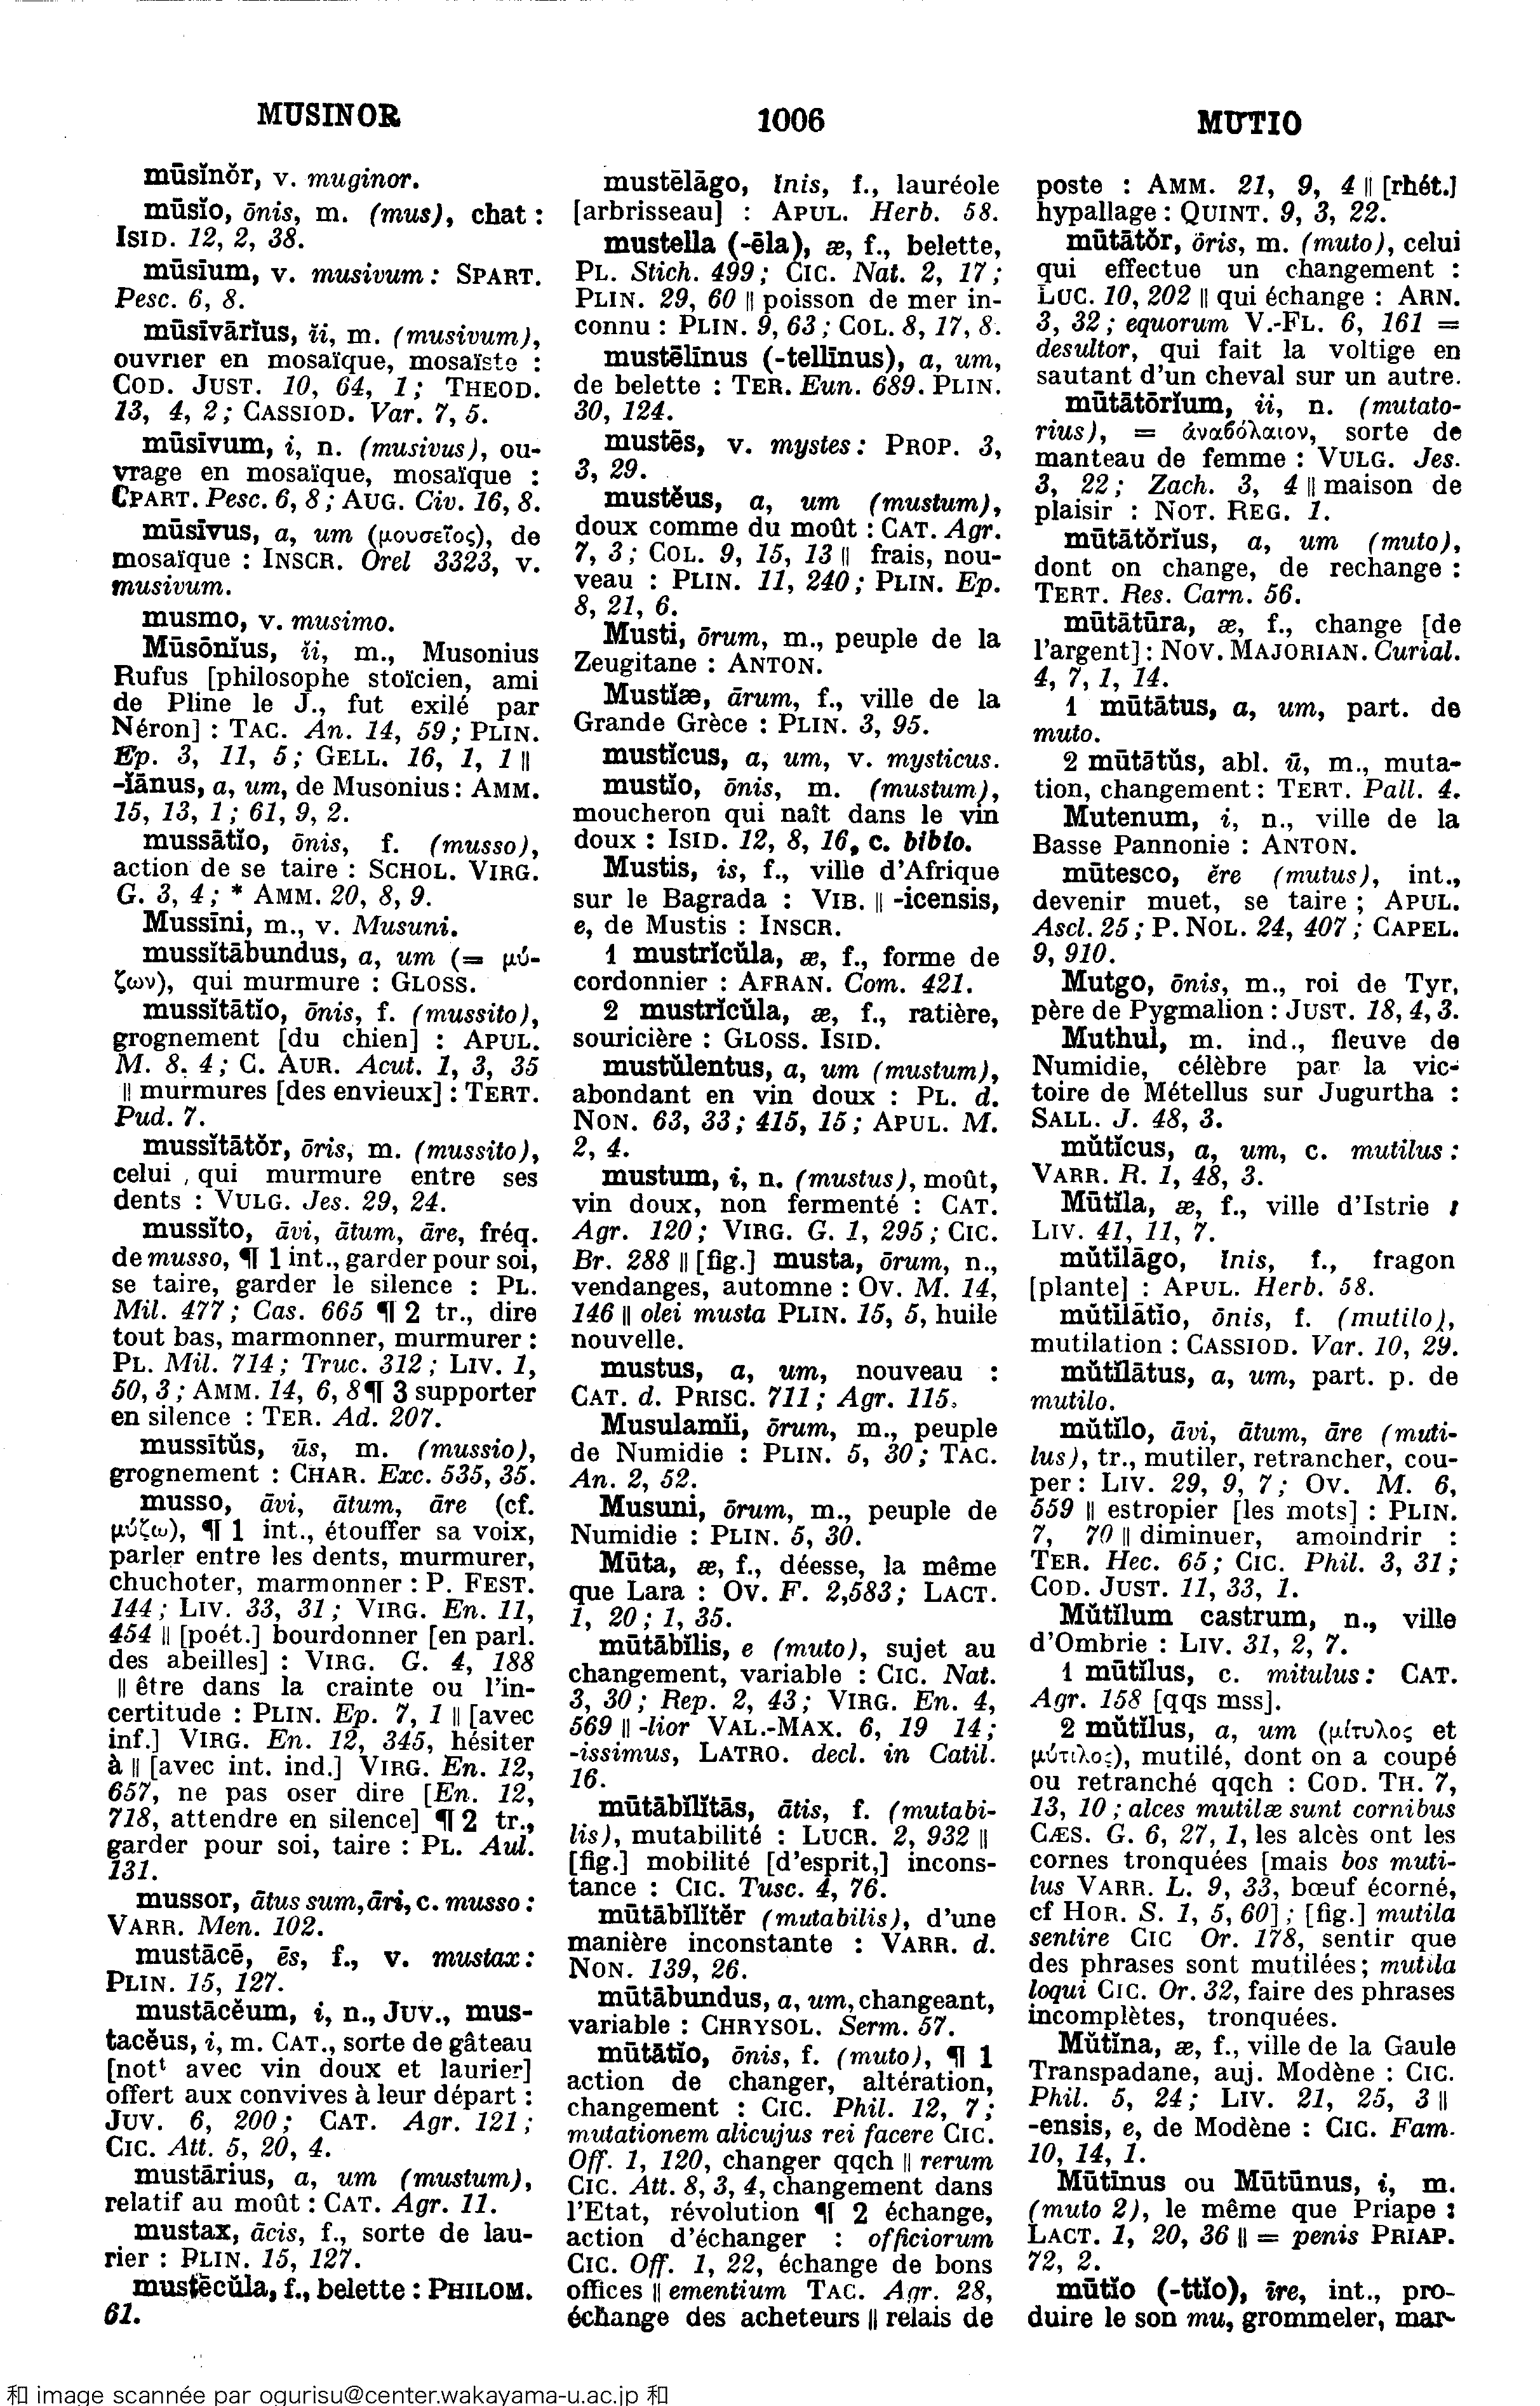 MUSINOR
1006
MUTIO
mūsĭnŏr, v. muginor.
mūsĭo, ōnis, m. (mus), chat :
ISID. 12, 2, 38.
mūsīum, v. musivum : SPART.
Pesc. 6, 8.
mūsīvārĭus, ĭi, m. (musivum),
ouvrier en mosaïque, mosaïste :
COD. JUST. 10, 64, 1; THEOD.
13, 4, 2; CASSIOD. Var. 7, 5.
mūsīvum, i, n. (musivus), ou-
vrage en mosaïque, mosaïque :
CPART. Pesc. 6, 8; AUG. Civ. 16, 8.
mūsīvus, a, um (μουσεῖος), de
mosaïque : INSCR. Orel 3323, v.
musivum.
musmo, v. musimo.
Mūsōnĭus, ĭi, m., Musonius
Rufus [philosophe stoïcien, ami
de Pline le J., fut exilé par
Néron] : TAC. An. 14, 59; PLIN.
Ep. 3, 11, 5; GELL. 16, 1, 1 ||
-ĭānus, a, um, de Musonius : AMM.
15, 13, 1; 61, 9, 2.
mussātĭo, ōnis, f. (musso),
action de se taire : SCHOL. VIRG.
G. 3, 4; * AMM. 20, 8, 9.
Mussīni, m., v. Musuni.
mussĭtābundus, a, um (= μύ-
ζων), qui murmure : GLOSS.
mussĭtātĭo, ōnis, f. (mussito),
grognement [du chien] : APUL.
M. 8. 4; C. AUR. Acut. 1, 3, 35
|| murmures [des envieux] : TERT.
Pud. 7.
mussĭtātŏr, ōris, m. (mussito),
celui , qui murmure entre ses
dents : VULG. Jes. 29, 24.
mussĭto, āvi, ātum, āre, fréq.
de musso, ¶ 1 int., garder pour soi,
se taire, garder le silence : PL.
Mil. 477; Cas. 665 ¶ 2 tr., dire
tout bas, marmonner, murmurer :
PL. Mil. 714; Truc. 312; LIV. 1,
50, 3; AMM. 14, 6, 8 ¶ 3 supporter
en silence : TER. Ad. 207.
mussĭtŭs, ūs, m. (mussio),
grognement : CHAR. Exc. 535, 35.
musso, āvi, ātum, āre (cf.
μύζω), ¶ 1 int., étouffer sa voix,
parler entre les dents, murmurer,
chuchoter, marmonner : P. FEST.
144; LIV. 33, 31; VIRG. En. 11,
454 || [poét.] bourdonner [en parl.
des abeilles] : VIRG. G. 4, 188
|| être dans la crainte ou l'in-
certitude : PLIN. Ep. 7, 1 || [avec
inf.] VIRG. En. 12, 345, hésiter
à || [avec int. ind.] VIRG. En. 12,
657, ne pas oser dire [En. 12,
718, attendre en silence] ¶ 2 tr.,
garder pour soi, taire : PL. Aul.
131.
mussor, ātus sum, āri, c. musso :
VARR. Men. 102.
mustācē, ēs, f., v. mustax :
PLIN. 15, 127.
mustācĕum, i, n., JUV., mus-
tacĕus, i, m. CAT., sorte de gâteau
[nott avec vin doux et laurier]
offert aux convives à leur départ :
JUV. 6, 200; CAT. Agr. 121;
CIC. Att. 5, 20, 4.
mustārius, a, um (mustum),
relatif au moût : CAT. Agr. 11.
mustax, ācis, f., sorte de lau-
rier : PLIN. 15, 127.
mustēcŭla, f., belette : PHILOM.
61.
mustēlāgo, ĭnis, f., lauréole
[arbrisseau] : APUL. Herb. 58.
mustella (-ēla), æ, f., belette,
PL. Stich. 499; CIC. Nat. 2, 17;
PLIN. 29, 60 || poisson de mer in-
connu : PLIN. 9, 63; COL. 8, 17, 8.
mustēlīnus (-tellīnus), a, um,
de belette : TER. Eun. 689. PLIN.
30, 124.
mustēs, v. mystes : PROP. 3,
3, 29.
mustĕus, a, um (mustum),
doux comme du moût : CAT. Agr.
7, 3; COL. 9, 15, 13 || frais, nou-
veau : PLIN. 11, 240; PLIN. Ep.
8, 21, 6.
Musti, ōrum, m., peuple de la
Zeugitane : ANTON.
Mustĭæ, ārum, f., ville de la
Grande Grèce : PLIN. 3, 95.
mustĭcus, a, um, v. mysticus.
mustĭo, ōnis, m. (mustum),
moucheron qui naît dans le vin
doux : ISID. 12, 8, 16, c. bibio.
Mustis, is, f., ville d'Afrique
sur le Bagrada : VIB. || -icensis,
e, de Mustis : INSCR.
1 mustrĭcŭla, æ, f., forme de
cordonnier : AFRAN. Com. 421.
2 mustrĭcŭla, æ, f., ratière,
souricière : GLOSS. ISID.
mustŭlentus, a, um (mustum),
abondant en vin doux : PL. d.
NON. 63, 33; 415, 15; APUL. M.
2, 4.
mustum, i, n. (mustus), moût,
vin doux, non fermenté : CAT.
Agr. 120; VIRG. G. 1, 295; CIC.
Br. 288 || [fig.] musta, ōrum, n.,
vendanges, automne : OV. M. 14,
146 || olei musta PLIN. 15, 5, huile
nouvelle.
mustus, a, um, nouveau :
CAT. d. PRISC. 711; Agr. 115.
Musulamĭi, ōrum, m., peuple
de Numidie : PLIN. 5, 30; TAC.
An. 2, 52.
Musuni, ōrum, m., peuple de
Numidie : PLIN. 5, 30.
Mūta, æ, f., déesse, la même
que Lara : OV. F. 2,583; LACT.
1, 20; 1, 35.
mūtābĭlis, e (muto), sujet au
changement, variable : CIC. Nat.
3, 30; Rep. 2, 43; VIRG. En. 4,
569 || -lior VAL.-MAX. 6, 19 14;
-issimus, LATRO. decl. in Catil.
16.
mūtābĭlĭtās, ātis, f. (mutabi-
lis), mutabilité : LUCR. 2, 932 ||
[fig.] mobilité [d'esprit,] incons-
tance : CIC. Tusc. 4, 76.
mūtābĭlĭtĕr (mutabilis), d'une
manière inconstante : VARR. d.
NON. 139, 26.
mūtābundus, a, um, changeant,
variable : CHRYSOL. Serm. 57.
mūtātĭo, ōnis, f. (muto), ¶ 1
action de changer, altération,
changement : CIC. Phil. 12, 7;
mutationem alicujus rei facere CIC.
Off. 1, 120, changer qqch || rerum
CIC. Att. 8, 3, 4, changement dans
l'Etat, révolution ¶ 2 échange,
action d'échanger : officiorum
CIC. Off. 1, 22, échange de bons
offices || ementium TAC. Agr. 28,
échange des acheteurs || relais de
poste : AMM. 21, 9, 4 || [rhét.]
hypallage : QUINT. 9, 3, 22.
mūtātŏr, ōris, m. (muto), celui
qui effectue un changement :
LUC. 10, 202 || qui échange : ARN.
3, 32; equorum V.-FL. 6, 161 =
desultor, qui fait la voltige en
sautant d'un cheval sur un autre.
mūtātōrĭum, ii, n. (mutato-
rius), = ἀναβόλαιον, sorte de
manteau de femme : VULG. Jes.
3, 22; Zach. 3, 4 || maison de
plaisir : NOT. REG. 1.
mūtātōrĭus, a, um (muto),
dont on change, de rechange :
TERT. Res. Carn. 56.
mūtātūra, æ, f., change [de
l'argent] : NOV. MAJORIAN. Curial.
4, 7, 1, 14.
1 mūtātus, a, um, part. de
muto.
2 mūtātŭs, abl. ū, m., muta-
tion, changement : TERT. Pall. 4.
Mutenum, i, n., ville de la
Basse Pannonie : ANTON.
mūtesco, ĕre (mutus), int.,
devenir muet, se taire; APUL.
Ascl. 25; P. NOL. 24, 407; CAPEL.
9, 910.
Mutgo, ōnis, m., roi de Tyr,
père de Pygmalion : JUST. 18, 4, 3.
Muthul, m. ind., fleuve de
Numidie, célèbre par la vic-
toire de Métellus sur Jugurtha :
SALL. J. 48, 3.
mŭtĭcus, a, um, c. mutilus :
VARR. R. 1, 48, 3.
Mūtĭla, æ, f., ville d'Istrie :
LIV. 41, 11, 7.
mŭtĭlāgo, ĭnis, f., fragon
[plante] : APUL. Herb. 58.
mŭtĭlātĭo, ōnis, f. (mutilo),
mutilation : CASSIOD. Var. 10, 29.
mŭtĭlātus, a, um, part. p. de
mutilo.
mŭtĭlo, āvi, ātum, āre (muti-
lus), tr., mutiler, retrancher, cou-
per : LIV. 29, 9, 7; OV. M. 6,
559 || estropier [les mots] : PLIN.
7, 70 || diminuer, amoindrir :
TER. Hec. 65; CIC. Phil. 3, 31;
COD. JUST. 11, 33, 1.
Mŭtĭlum castrum, n., ville
d'Ombrie : LIV. 31, 2, 7.
1 mūtĭlus, c. mitulus : CAT.
Agr. 158 [qqs mss].
2 mŭtĭlus, a, um (μίτυλος et
μύτιλος), mutilé, dont on a coupé
ou retranché qqch : COD. TH. 7,
13, 10; alces mutilæ sunt cornibus
CÆS. G. 6, 27, 1, les alcès ont les
cornes tronquées [mais bos muti-
lus VARR. L. 9, 33, bœuf écorné,
cf HOR. S. 1, 5, 60]; [fig.] mutila
sentire CIC Or. 178, sentir que
des phrases sont mutilées; mutila
loqui CIC. Or. 32, faire des phrases
incomplètes, tronquées.
Mŭtĭna, æ, f., ville de la Gaule
Transpadane, auj. Modène : CIC.
Phil. 5, 24; LIV. 21, 25, 3 ||
-ensis, e, de Modène : CIC. Fam.
10, 14, 1.
Mūtīnus ou Mūtūnus, i, m.
(muto 2), le même que Priape :
LACT. 1, 20, 36 || = penis PRIAP.
72, 2.
mūtĭo (-ttĭo), īre, int., pro-
duire le son mu, grommeler, mar-
和 image scannée par ogurisu@center.wakayama-u.ac.jp 和